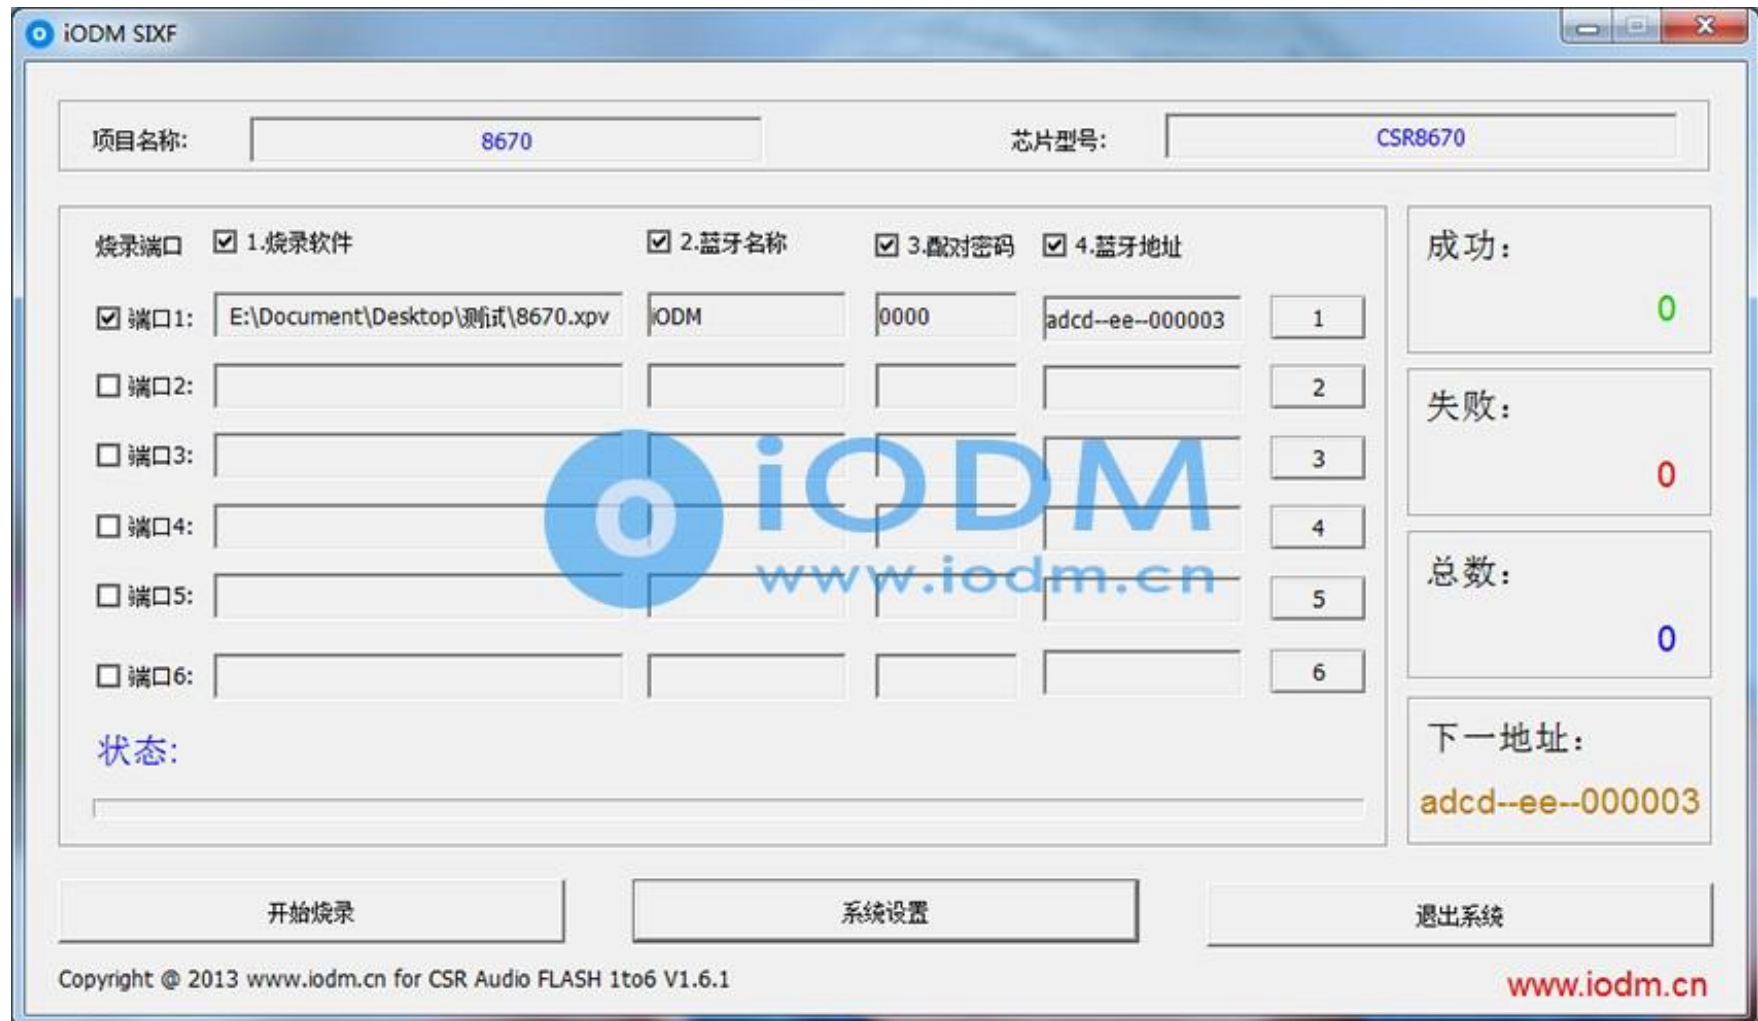 iODM SIXF
项目名称: 8670 芯片型号: CSR8670
烧录端口 1.烧录软件 2.蓝牙名称 3.配对密码 4.蓝牙地址
端口1: E:\Document\Desktop\测试\8670.xpv iODM 0000 adcd--ee--000003 1
端口2: 2
端口3: 3
端口4: 4
端口5: 5
端口6: 6
状态:
成功：
0
失败：
0
总数：
0
下一地址：
adcd--ee--000003
iODM
www.iodm.cn
开始烧录 系统设置 退出系统
Copyright @ 2013 www.iodm.cn for CSR Audio FLASH 1to6 V1.6.1
www.iodm.cn